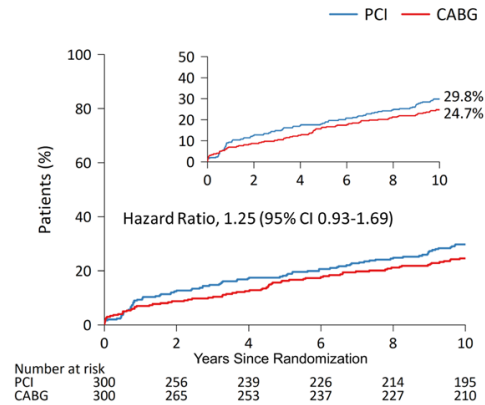 PCI CABG
50
40
30
20
10
0
0 2 4 6 8 10
29.8%
24.7%
100
80
60
40
20
0
Patients (%)
Hazard Ratio, 1.25 (95% CI 0.93-1.69)
0 2 4 6 8 10
Years Since Randomization
Number at risk
PCI 300 256 239 226 214 195
CABG 300 265 253 237 227 210